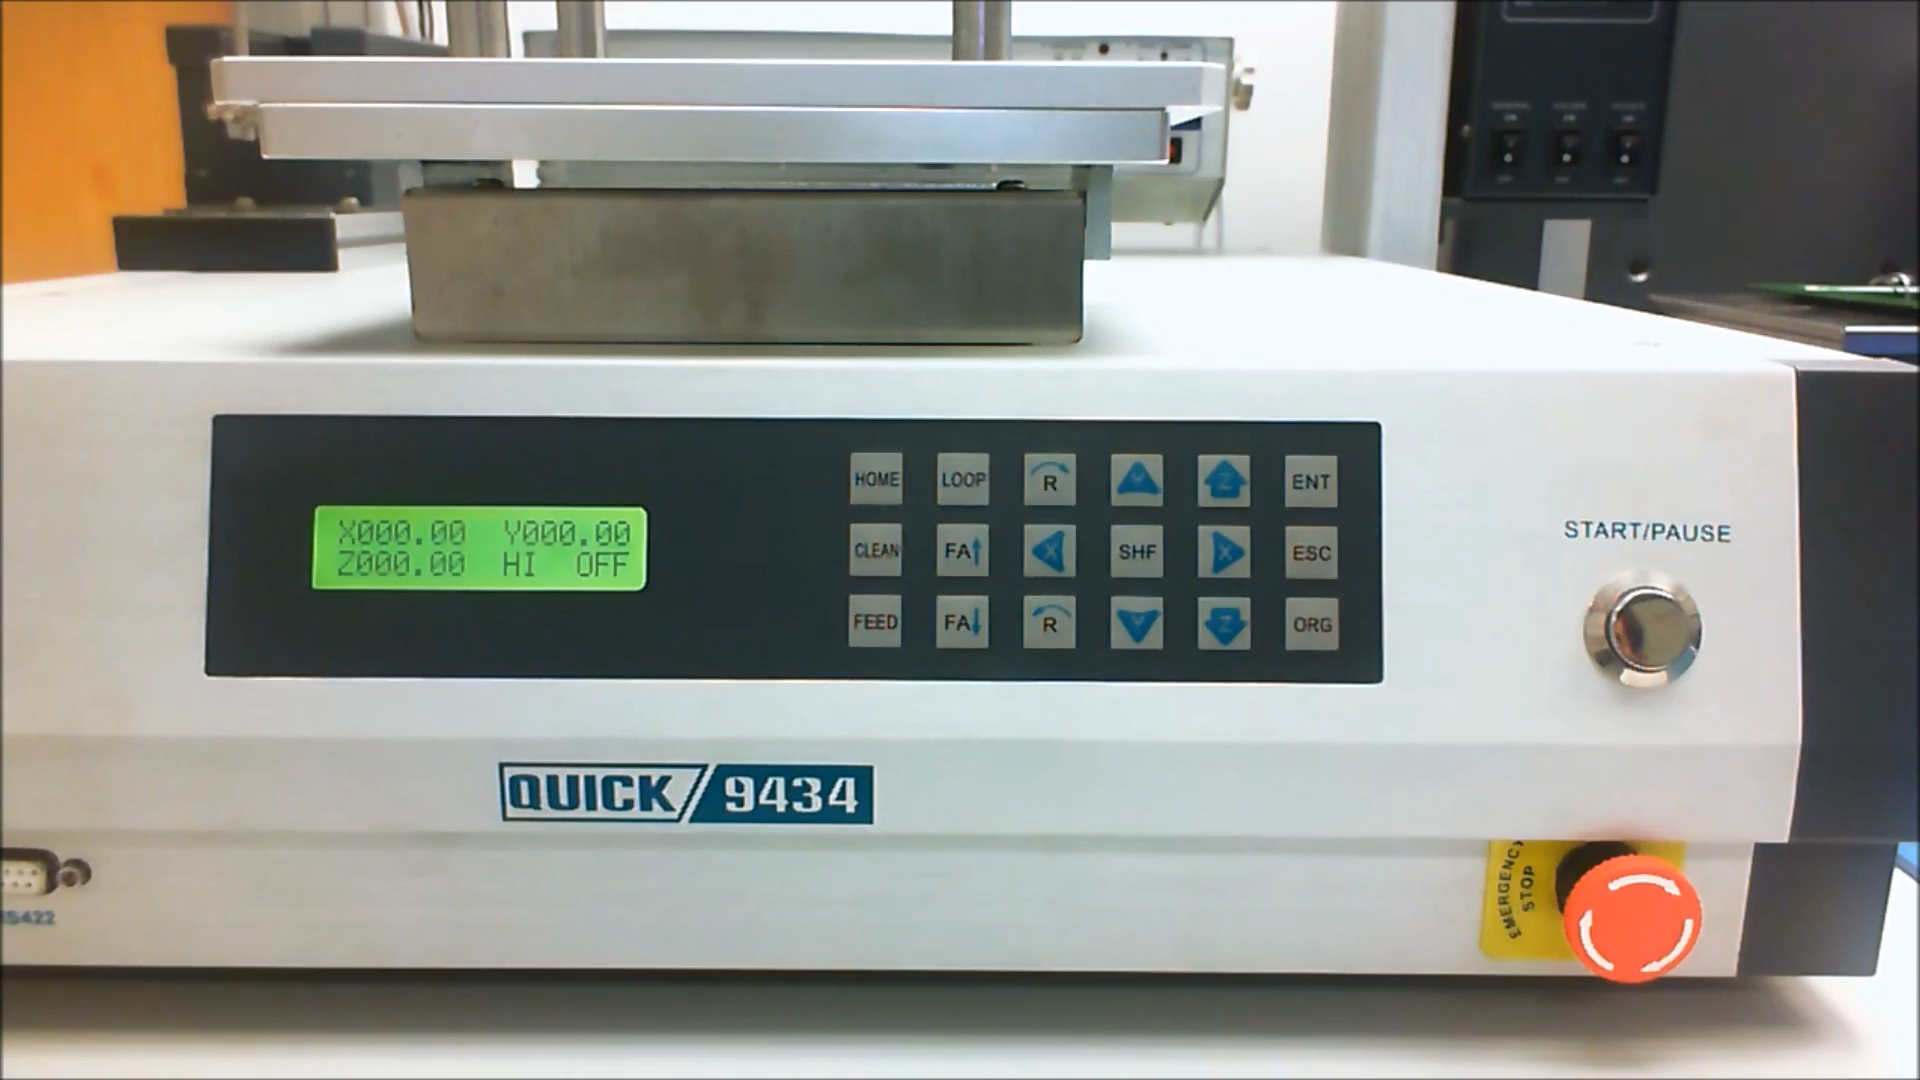 X000.00 Y000.00
Z000.00 HI OFF
HOME LOOP R Y Z ENT
CLEAN FA↑ X SHF X ESC
FEED FA↓ R Y Z ORG
START/PAUSE
QUICK 9434
EMERGENCY
STOP
RS422